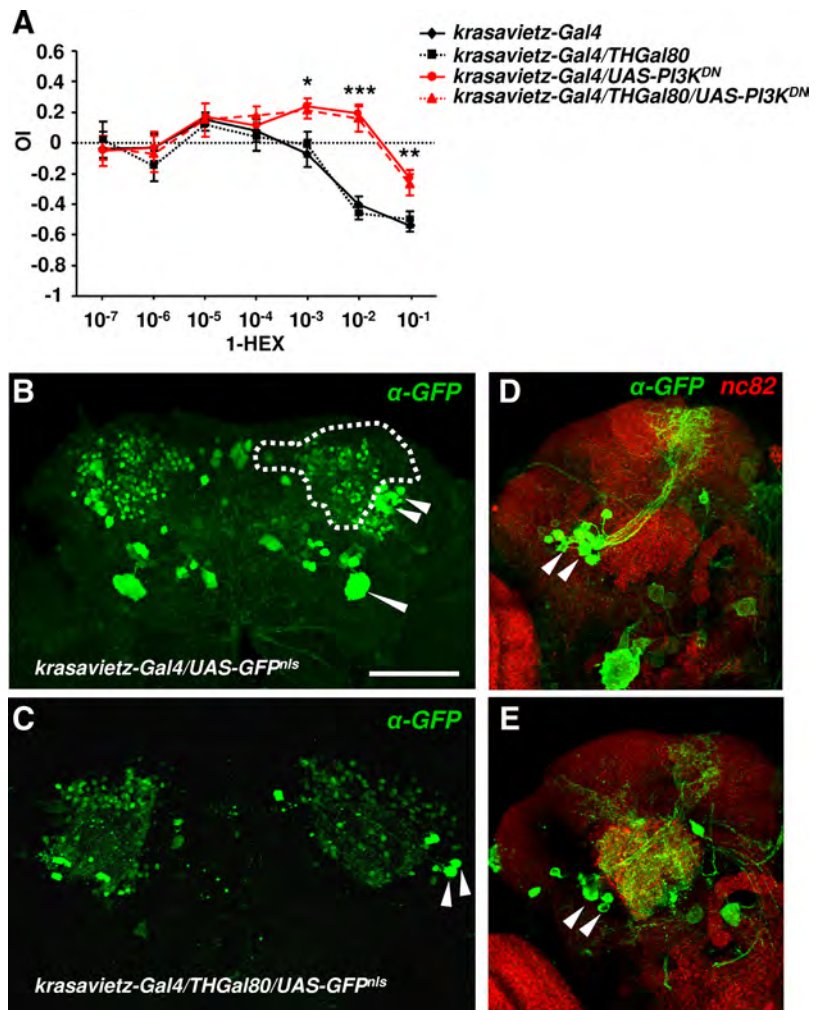 A
krasavietz-Gal4
krasavietz-Gal4/THGal80
krasavietz-Gal4/UAS-PI3K^DN
krasavietz-Gal4/THGal80/UAS-PI3K^DN
OI
1
0.8
0.6
0.4
0.2
0
-0.2
-0.4
-0.6
-0.8
-1
*
***
**
10^-7 10^-6 10^-5 10^-4 10^-3 10^-2 10^-1
1-HEX
B
α-GFP
krasavietz-Gal4/UAS-GFP^nls
D
α-GFP nc82
C
α-GFP
krasavietz-Gal4/THGal80/UAS-GFP^nls
E